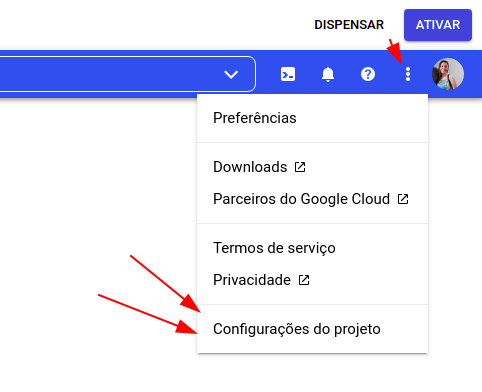 DISPENSAR
ATIVAR
Preferências
Downloads
Parceiros do Google Cloud
Termos de serviço
Privacidade
Configurações do projeto